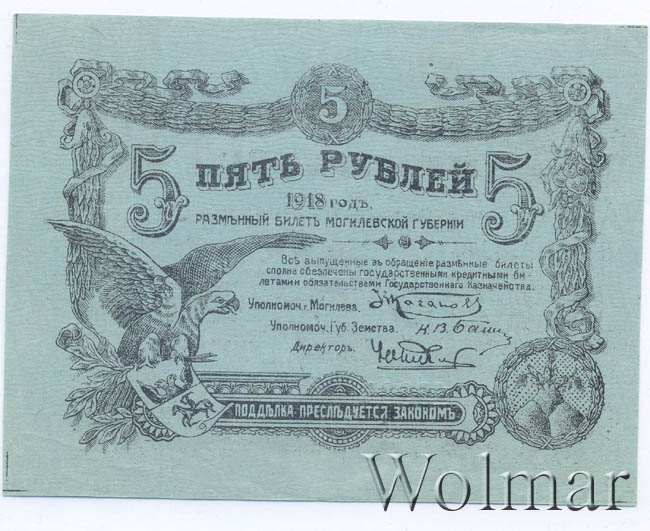 5
5 ПЯТЬ РУБЛЕЙ 5
1918 ГОДЪ.
РАЗМѢННЫЙ БИЛЕТЪ МОГИЛЕВСКОЙ ГУБЕРНІИ
Всѣ выпущенные въ обращеніе размѣнные билеты
сполна обезпечены государственными кредитными би-
летами и обязательствами Государственнаго Казначейства.
Уполномоч. г. Могилева.
Уполномоч. Губ. Земства.
Директоръ.
ПОДДѢЛКА ПРЕСЛѢДУЕТСЯ ЗАКОНОМЪ
Wolmar